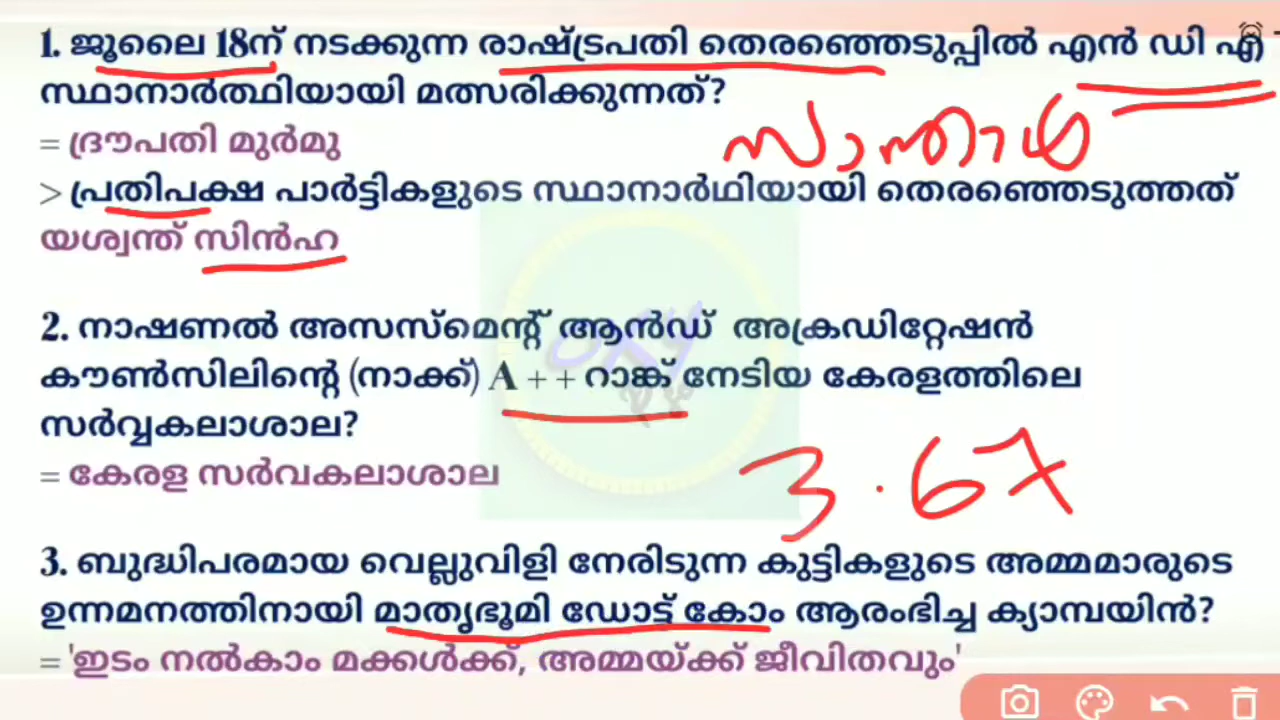 1. ജൂലൈ 18ന് നടക്കുന്ന രാഷ്ട്രപതി തെരഞ്ഞെടുപ്പിൽ എൻ ഡി എ
സ്ഥാനാർത്ഥിയായി മത്സരിക്കുന്നത്?
= ദ്രൗപതി മുർമു
സാന്താൾ
> പ്രതിപക്ഷ പാർട്ടികളുടെ സ്ഥാനാർഥിയായി തെരഞ്ഞെടുത്തത്
യശ്വന്ത് സിൻഹ
2. നാഷണൽ അസസ്മെന്റ് ആൻഡ് അക്രഡിറ്റേഷൻ
കൗൺസിലിന്റെ (നാക്ക്) A + + റാങ്ക് നേടിയ കേരളത്തിലെ
സർവ്വകലാശാല?
= കേരള സർവകലാശാല
3.67
3. ബുദ്ധിപരമായ വെല്ലുവിളി നേരിടുന്ന കുട്ടികളുടെ അമ്മമാരുടെ
ഉന്നമനത്തിനായി മാതൃഭൂമി ഡോട്ട് കോം ആരംഭിച്ച ക്യാമ്പയിൻ?
= 'ഇടം നൽകാം മക്കൾക്ക്, അമ്മയ്ക്ക് ജീവിതവും'